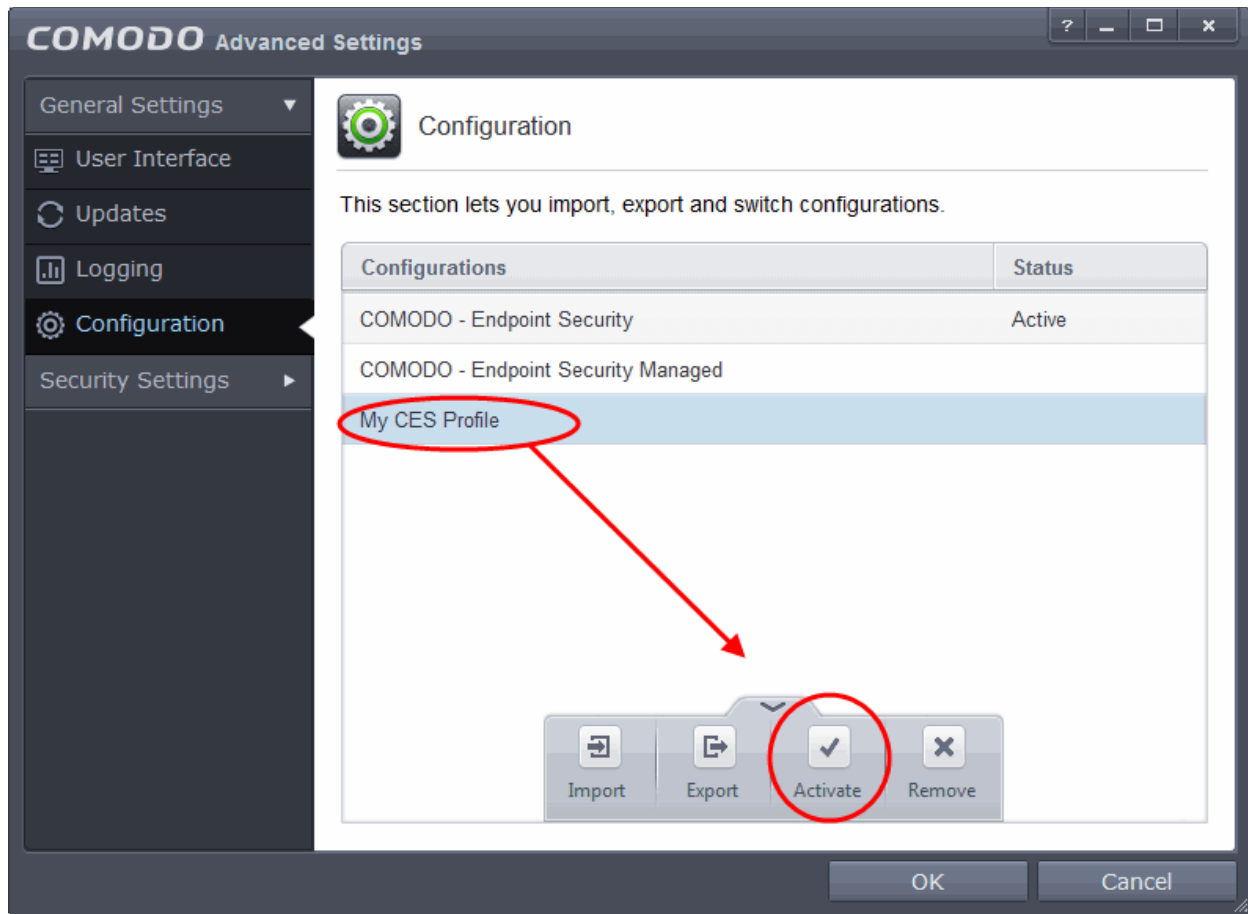 COMODO Advanced Settings
?
General Settings
User Interface
Updates
Logging
Configuration
Security Settings
Configuration
This section lets you import, export and switch configurations.
Configurations Status
COMODO - Endpoint Security Active
COMODO - Endpoint Security Managed
My CES Profile
Import Export Activate Remove
OK Cancel